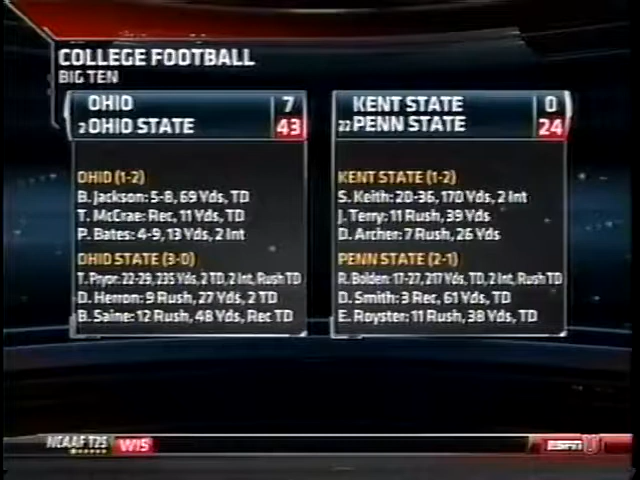 COLLEGE FOOTBALL
BIG TEN
OHIO 7
2 OHIO STATE 43
OHIO (1-2)
B. Jackson: 5-8, 69 Yds, TD
T. McCrae: Rec, 11 Yds, TD
P. Bates: 4-9, 13 Yds, 2 Int
OHIO STATE (3-0)
T. Pryor: 22-29, 235 Yds, 2 TD, 2 Int, Rush TD
D. Herron: 9 Rush, 27 Yds, 2 TD
B. Saine: 12 Rush, 48 Yds, Rec TD
KENT STATE 0
22 PENN STATE 24
KENT STATE (1-2)
S. Keith: 20-36, 170 Yds, 2 Int
J. Terry: 11 Rush, 39 Yds
D. Archer: 7 Rush, 26 Yds
PENN STATE (2-1)
R. Bolden: 17-27, 217 Yds, TD, 2 Int, Rush TD
D. Smith: 3 Rec, 61 Yds, TD
E. Royster: 11 Rush, 38 Yds, TD
NCAAF T25 WIS
ESPNU